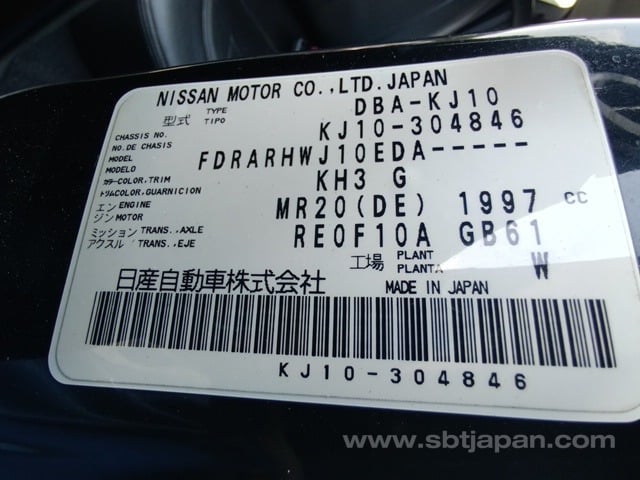 NISSAN MOTOR CO.,LTD.JAPAN
型式 TYPE TIPO DBA-KJ10
CHASSIS NO. NO.DE CHASIS KJ10-304846
MODEL MODELO FDRARHWJ10EDA-----
カラー COLOR,TRIM トリム COLOR,GUARNICION KH3 G
エンジン ENGINE MOTOR MR20(DE) 1997 cc
ミッション TRANS.,AXLE アクスル TRANS.,EJE RE0F10A GB61
工場 PLANT PLANTA W
日産自動車株式会社 MADE IN JAPAN
KJ10-304846
www.sbtjapan.com